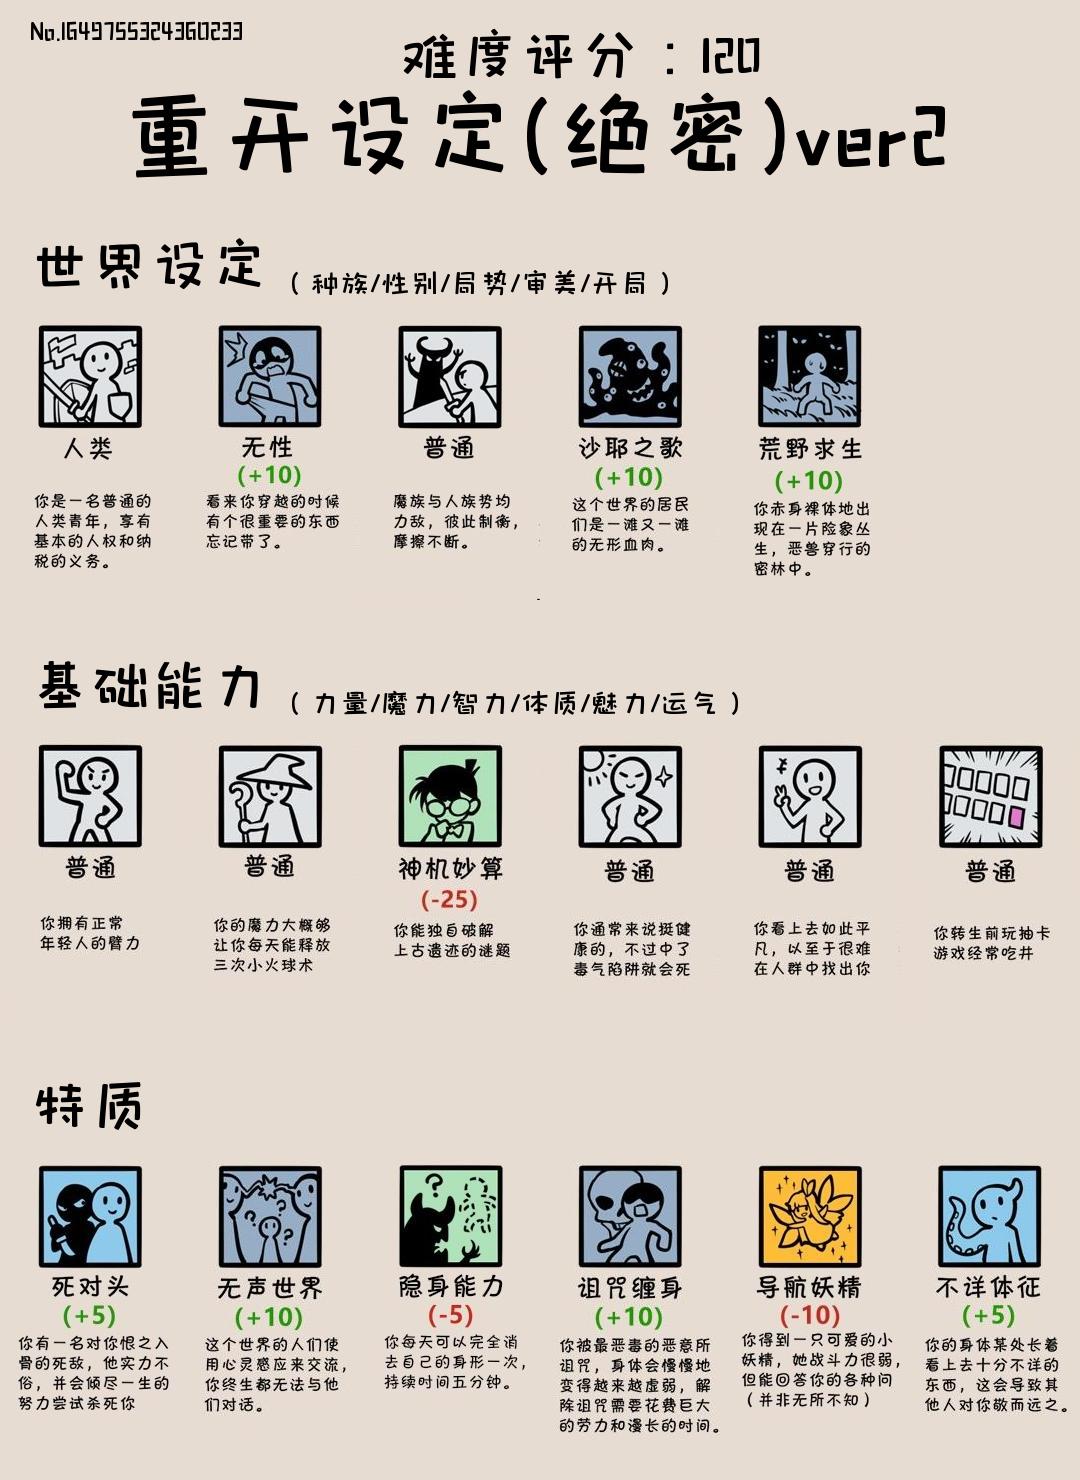 No.1649755324360233
难度评分：120
重开设定(绝密)ver2
世界设定（种族/性别/局势/审美/开局）
人类
无性
普通
沙耶之歌
荒野求生
(+10)
(+10)
(+10)
你是一名普通的
人类青年，享有
基本的人权和纳
税的义务。
看来你穿越的时候
有个很重要的东西
忘记带了。
魔族与人族势均
力敌，彼此制衡，
摩擦不断。
这个世界的居民
们是一滩又一滩
的无形血肉。
你赤身裸体地出
现在一片险象丛
生，恶兽穿行的
密林中。
基础能力（力量/魔力/智力/体质/魅力/运气）
普通
普通
神机妙算
普通
普通
普通
(-25)
你拥有正常
年轻人的臂力
你的魔力大概够
让你每天能释放
三次小火球术
你能独自破解
上古遗迹的谜题
你通常来说挺健
康的，不过中了
毒气陷阱就会死
你看上去如此平
凡，以至于很难
在人群中找出你
你转生前玩抽卡
游戏经常吃井
特质
死对头
无声世界
隐身能力
诅咒缠身
导航妖精
不详体征
(+5)
(+10)
(-5)
(+10)
(-10)
(+5)
你有一名对你恨之入
骨的死敌，他实力不
俗，并会倾尽一生的
努力尝试杀死你
这个世界的人们使
用心灵感应来交流，
你终生都无法与他
们对话。
你每天可以完全消
去自己的身形一次，
持续时间五分钟。
你被最恶毒的恶意所
诅咒，身体会慢慢地
变得越来越虚弱，解
除诅咒需要花费巨大
的劳力和漫长的时间。
你得到一只可爱的小
妖精，她战斗力很弱，
但能回答你的各种问
（并非无所不知）
你的身体某处长着
看上去十分不详的
东西，这会导致其
他人对你敬而远之。